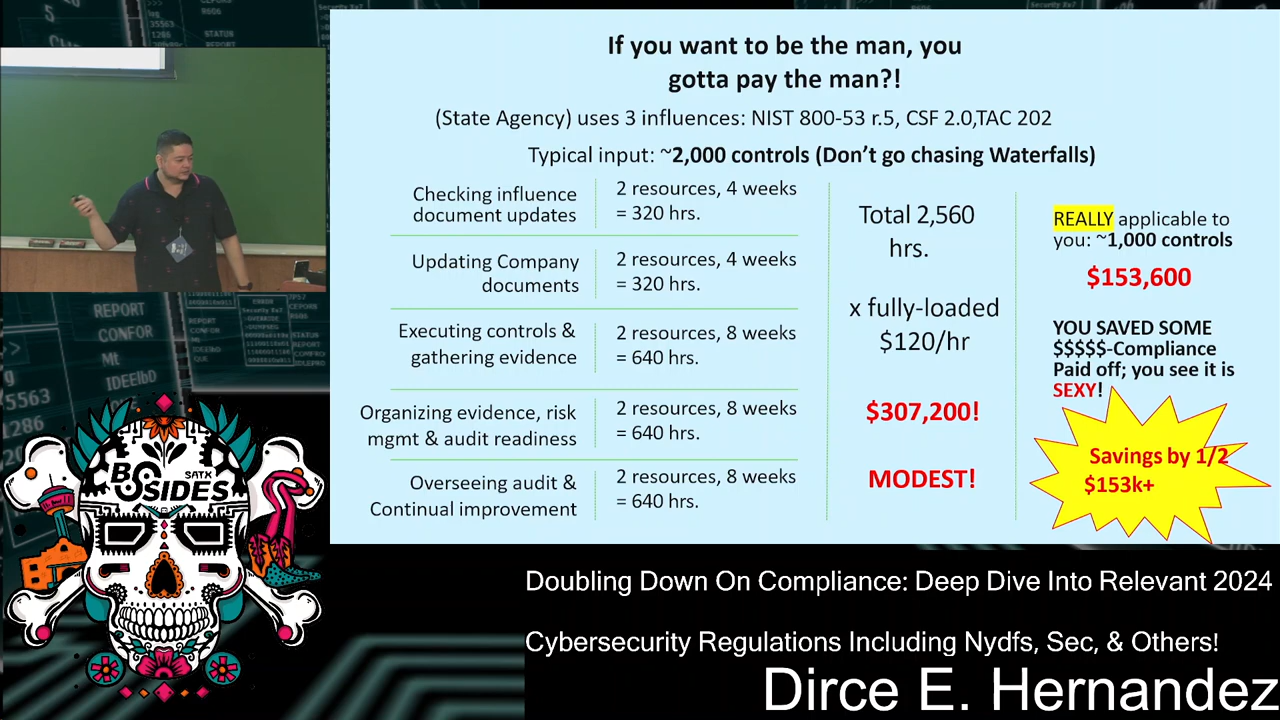 If you want to be the man, you
gotta pay the man?!
(State Agency) uses 3 influences: NIST 800-53 r.5, CSF 2.0,TAC 202
Typical input: ~2,000 controls (Don't go chasing Waterfalls)
Checking influence
document updates
2 resources, 4 weeks
= 320 hrs.
Updating Company
documents
2 resources, 4 weeks
= 320 hrs.
Executing controls &
gathering evidence
2 resources, 8 weeks
= 640 hrs.
Organizing evidence, risk
mgmt & audit readiness
2 resources, 8 weeks
= 640 hrs.
Overseeing audit &
Continual improvement
2 resources, 8 weeks
= 640 hrs.
Total 2,560
hrs.
x fully-loaded
$120/hr
$307,200!
MODEST!
REALLY applicable to
you: ~1,000 controls
$153,600
YOU SAVED SOME
$$$$$-Compliance
Paid off; you see it is
SEXY!
Savings by 1/2
$153k+
REPORT
CONFOR
Mt
IDEEIbD
5563
1286
BSIDES
SATX
Doubling Down On Compliance: Deep Dive Into Relevant 2024
Cybersecurity Regulations Including Nydfs, Sec, & Others!
Dirce E. Hernandez